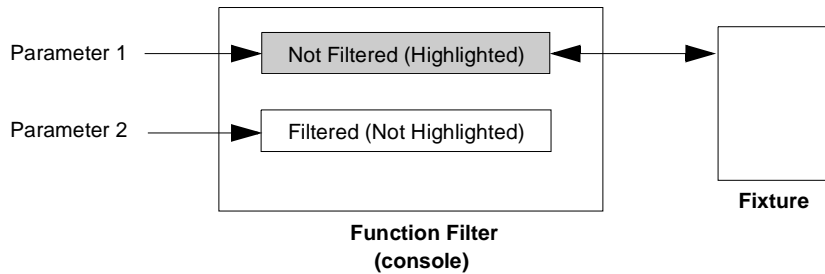 Parameter 1
Not Filtered (Highlighted)
Parameter 2
Filtered (Not Highlighted)
Fixture
Function Filter
(console)